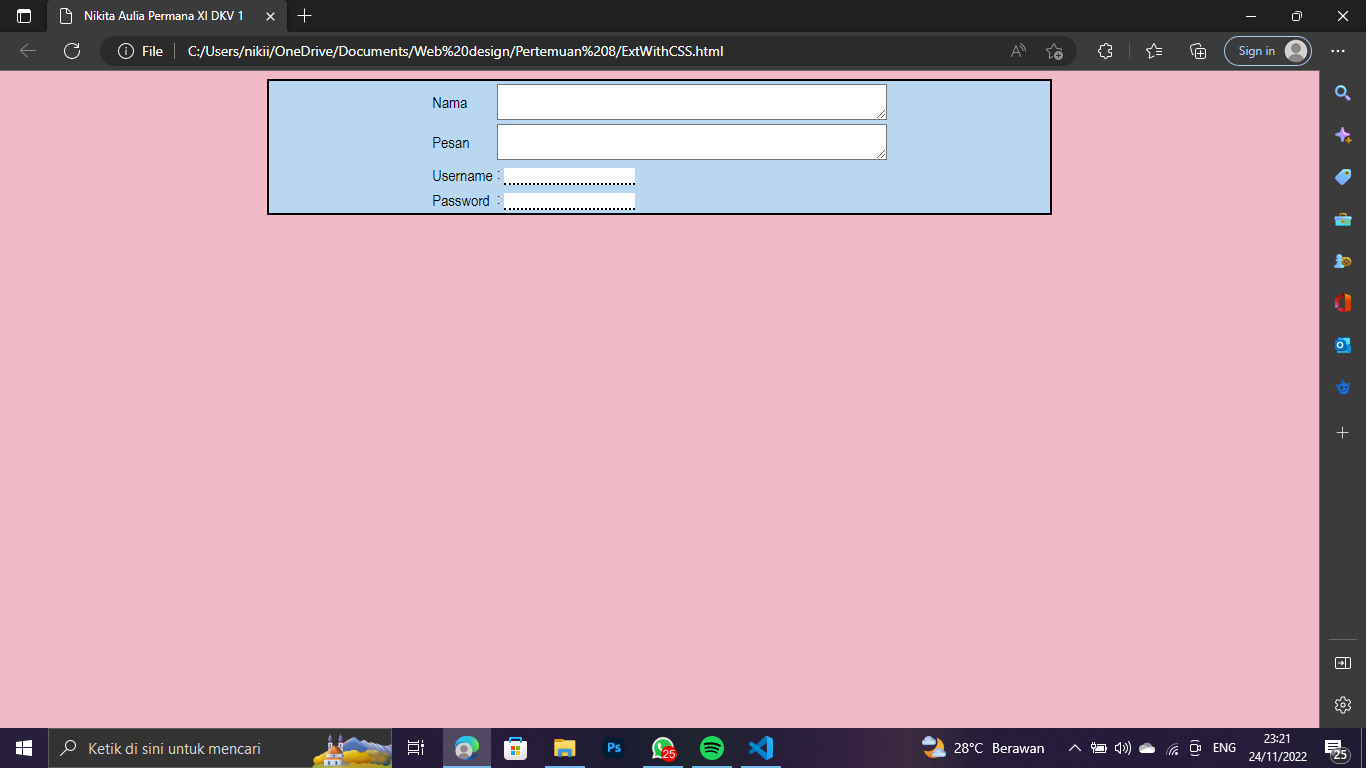 Nikita Aulia Permana XI DKV 1
File
C:/Users/nikii/OneDrive/Documents/Web%20design/Pertemuan%208/ExtWithCSS.html
Sign in
Nama
Pesan
Username :
Password :
Ketik di sini untuk mencari
Ps
25
28°C Berawan
ENG
23:21
24/11/2022
25